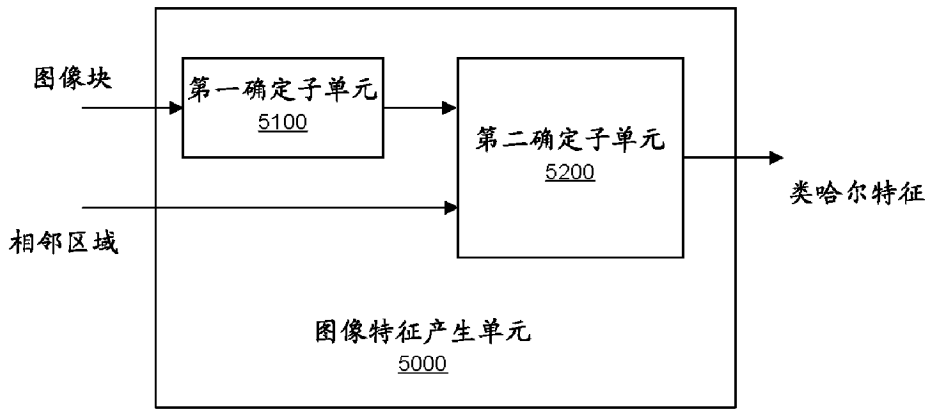 图像块
第一确定子单元
5100
第二确定子单元
5200
类哈尔特征
相邻区域
图像特征产生单元
5000